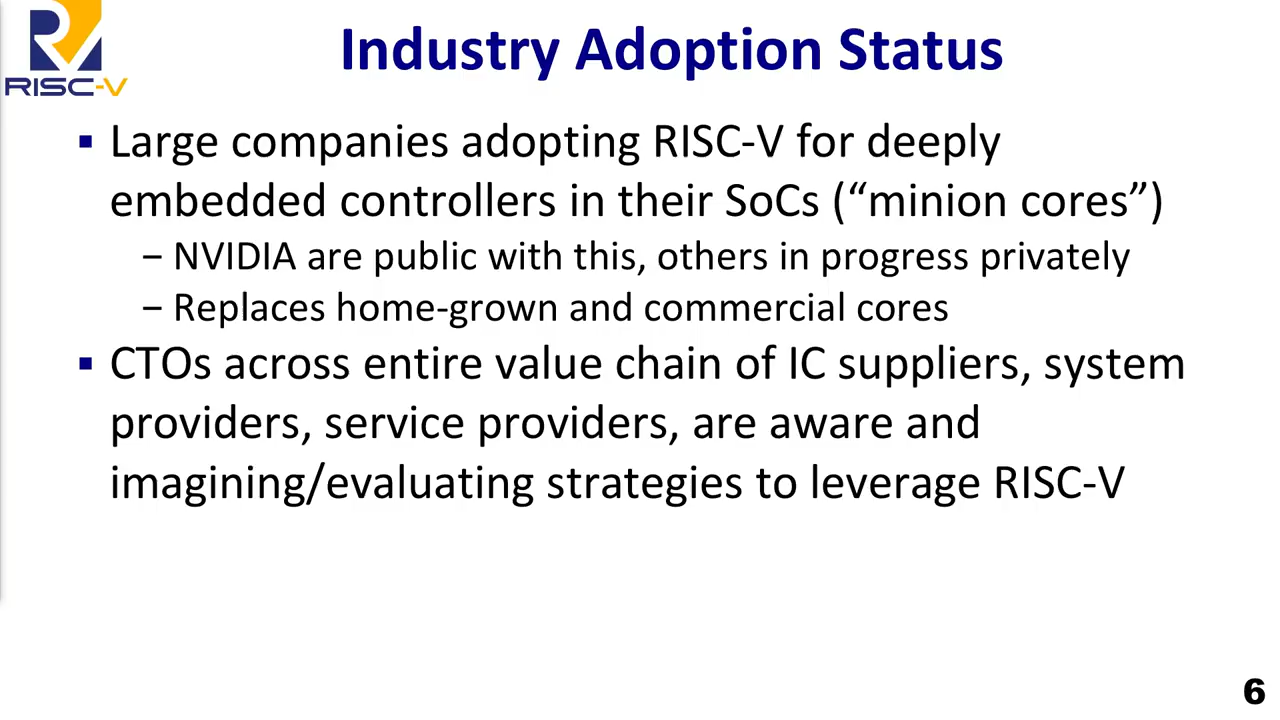 RISC-V
Industry Adoption Status
▪ Large companies adopting RISC-V for deeply
embedded controllers in their SoCs (“minion cores”)
– NVIDIA are public with this, others in progress privately
– Replaces home-grown and commercial cores
▪ CTOs across entire value chain of IC suppliers, system
providers, service providers, are aware and
imagining/evaluating strategies to leverage RISC-V
6